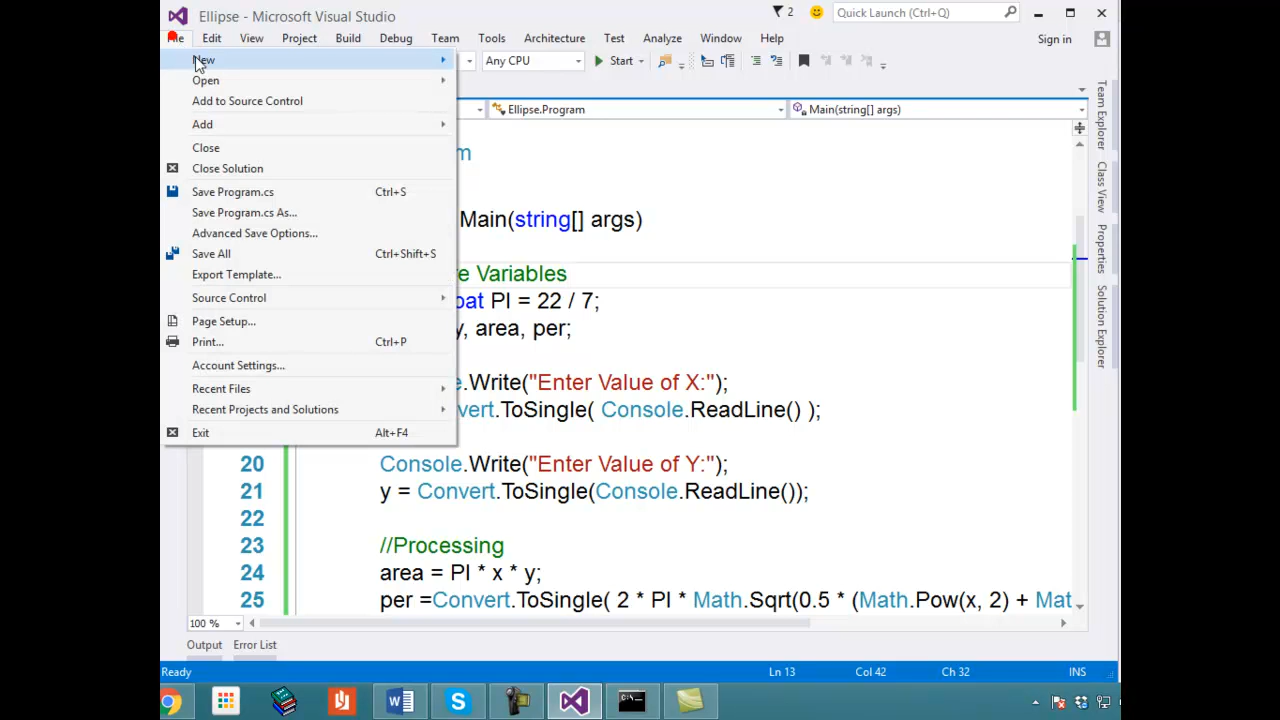 Ellipse - Microsoft Visual Studio
2
Quick Launch (Ctrl+Q)
File Edit View Project Build Debug Team Tools Architecture Test Analyze Window Help
Sign in
Any CPU Start
Ellipse.Program Main(string[] args)
New
Open
Add to Source Control
Add
Close
Close Solution
Save Program.cs Ctrl+S
Save Program.cs As...
Advanced Save Options...
Save All Ctrl+Shift+S
Export Template...
Source Control
Page Setup...
Print... Ctrl+P
Account Settings...
Recent Files
Recent Projects and Solutions
Exit Alt+F4
m
Main(string[] args)
e Variables
oat PI = 22 / 7;
y, area, per;
e.Write("Enter Value of X:");
vert.ToSingle( Console.ReadLine() );
20 Console.Write("Enter Value of Y:");
21 y = Convert.ToSingle(Console.ReadLine());
22
23 //Processing
24 area = PI * x * y;
25 per =Convert.ToSingle( 2 * PI * Math.Sqrt(0.5 * (Math.Pow(x, 2) + Mat
100 %
Team Explorer
Class View
Properties
Solution Explorer
Output Error List
Ready Ln 13 Col 42 Ch 32 INS